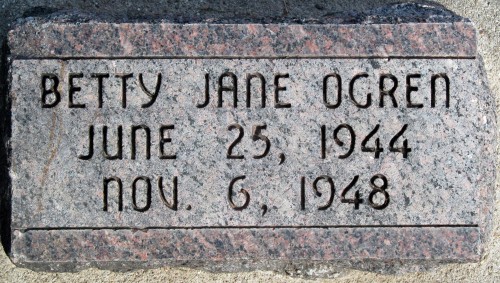 BETTY JANE OGREN
JUNE 25, 1944
NOV. 6, 1948